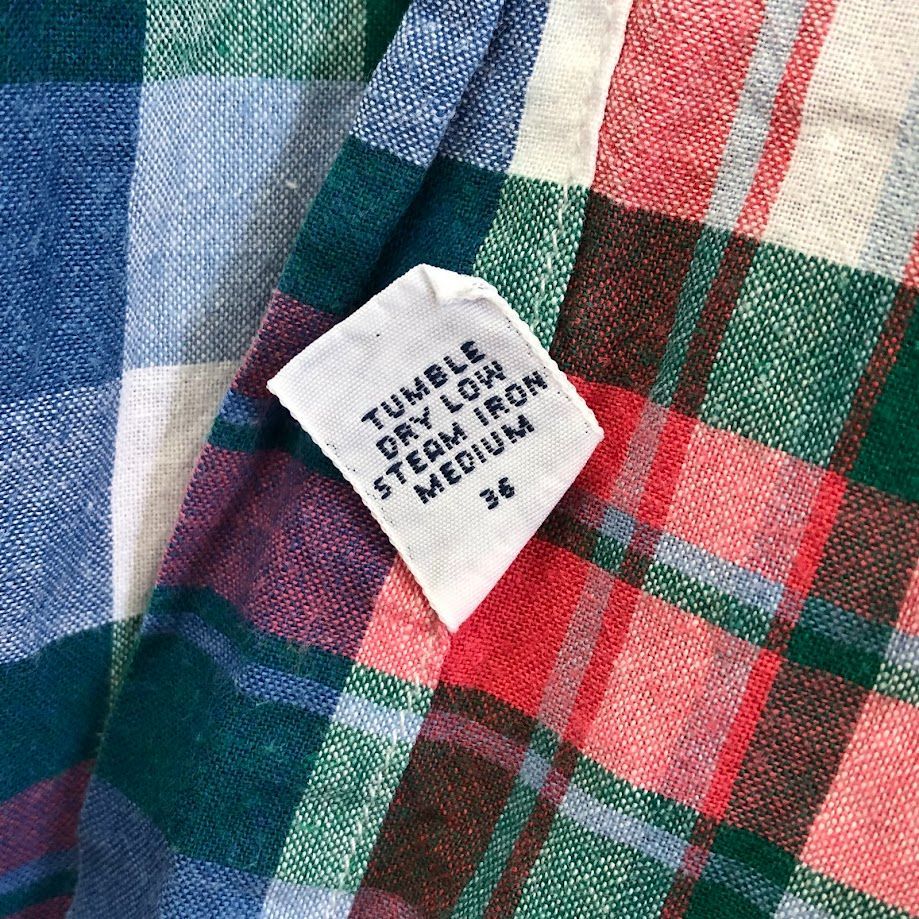 TUMBLE
DRY LOW
STEAM IRON
MEDIUM
36